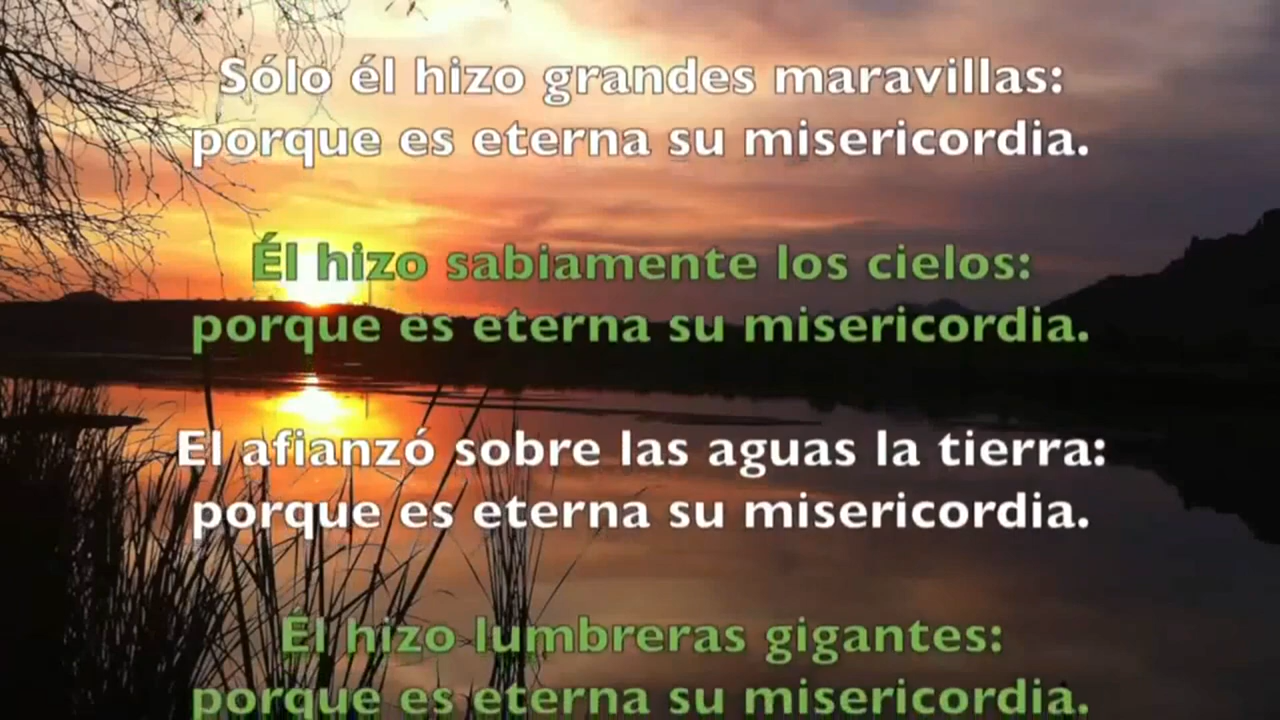 Sólo él hizo grandes maravillas:
porque es eterna su misericordia.
Él hizo sabiamente los cielos:
porque es eterna su misericordia.
El afianzó sobre las aguas la tierra:
porque es eterna su misericordia.
Él hizo lumbreras gigantes:
porque es eterna su misericordia.